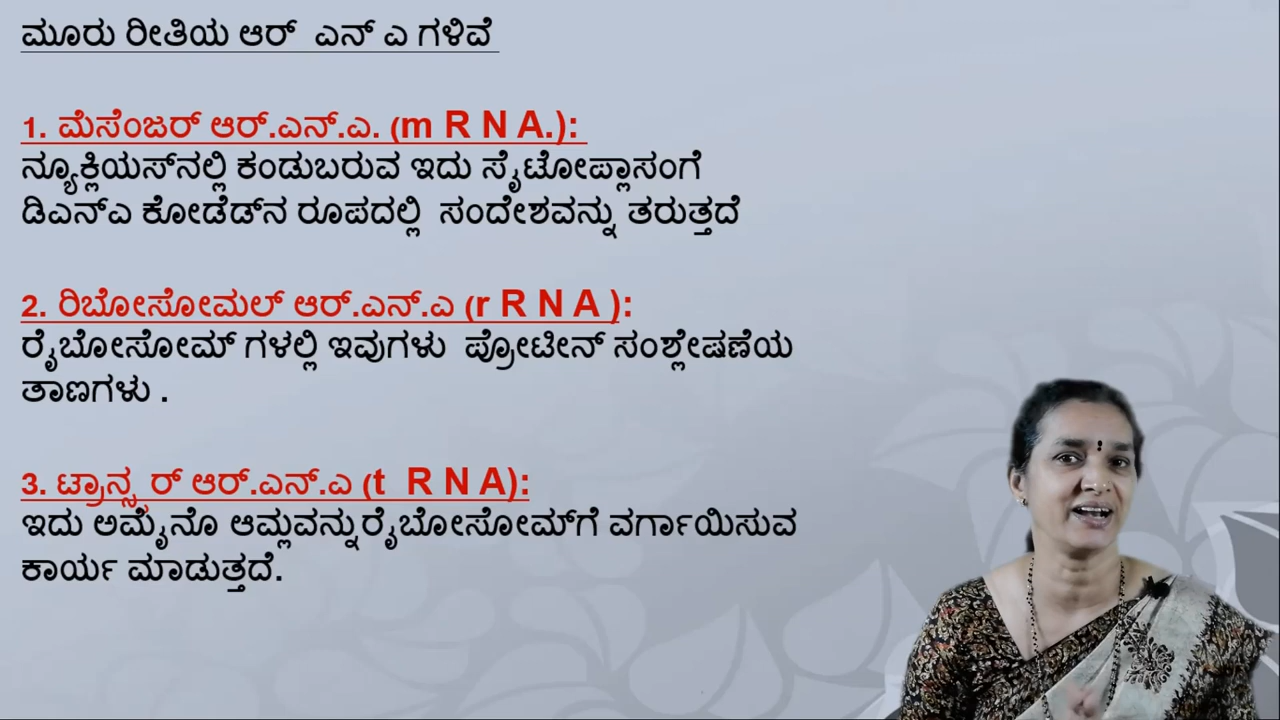 ಮೂರು ರೀತಿಯ ಆರ್ ಎನ್ ಎ ಗಳಿವೆ
1. ಮೆಸೆಂಜರ್ ಆರ್.ಎನ್.ಎ. (m R N A.):
ನ್ಯೂಕ್ಲಿಯಸ್‌ನಲ್ಲಿ ಕಂಡುಬರುವ ಇದು ಸೈಟೋಪ್ಲಾಸಂಗೆ
ಡಿಎನ್ಎ ಕೋಡೆಡ್‌ನ ರೂಪದಲ್ಲಿ ಸಂದೇಶವನ್ನು ತರುತ್ತದೆ
2. ರಿಬೋಸೋಮಲ್ ಆರ್.ಎನ್.ಎ (r R N A ):
ರೈಬೋಸೋಮ್ ಗಳಲ್ಲಿ ಇವುಗಳು ಪ್ರೋಟೀನ್ ಸಂಶ್ಲೇಷಣೆಯ
ತಾಣಗಳು .
3. ಟ್ರಾನ್ಸ್ಫರ್ ಆರ್.ಎನ್.ಎ (t R N A):
ಇದು ಅಮೈನೊ ಆಮ್ಲವನ್ನುರೈಬೋಸೋಮ್‌ಗೆ ವರ್ಗಾಯಿಸುವ
ಕಾರ್ಯ ಮಾಡುತ್ತದೆ.